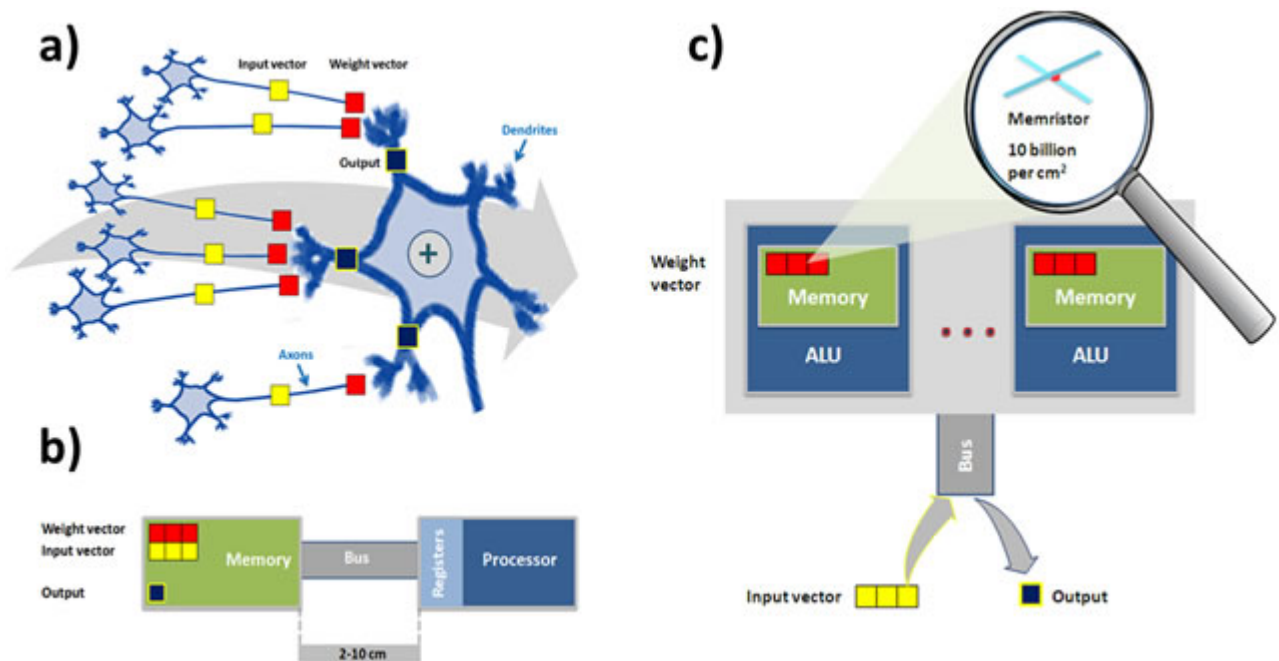 a)
Input vector
Weight vector
Dendrites
Output
+
Axons
b)
Weight vector
Input vector
Output
Memory
Bus
Registers
Processor
2-10 cm
c)
Memristor
10 billion
per cm²
Weight
vector
Memory
ALU
Memory
ALU
Bus
Input vector
Output